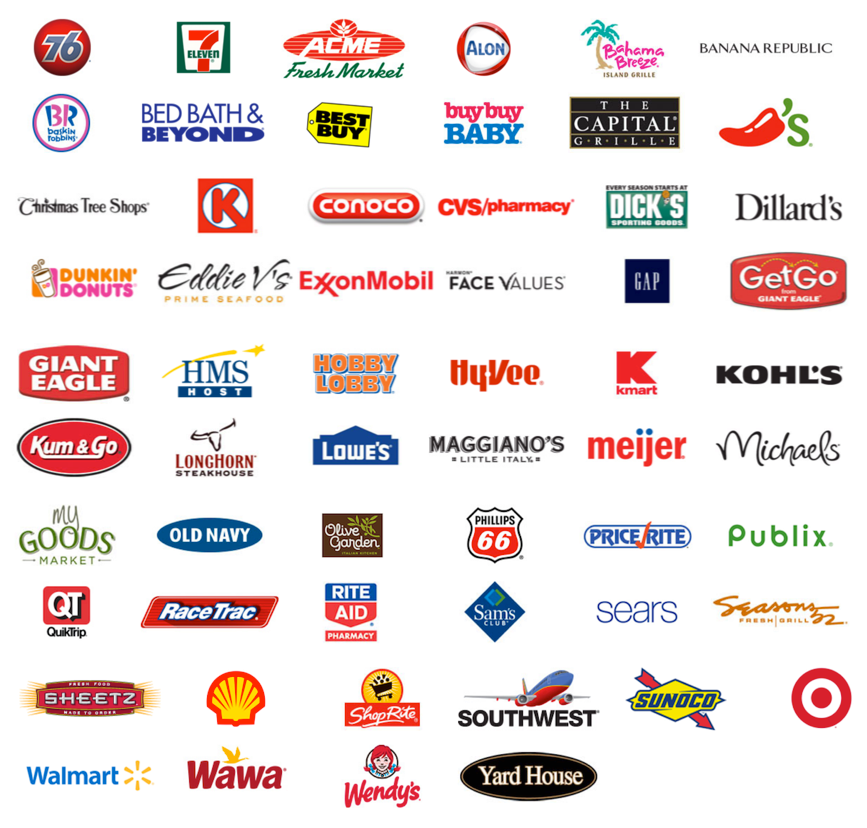 76
7
ELEVEN
ACME
Fresh Market
ALON
Bahama
Breeze
ISLAND GRILLE
BANANA REPUBLIC
BR
baskin
robbins
BED BATH &
BEYOND
BEST
BUY
buybuy
BABY
THE
CAPITAL
G·R·I·L·L·E
'S
Christmas Tree Shops
K
conoco
CVS/pharmacy
EVERY SEASON STARTS AT
DICK'S
SPORTING GOODS
Dillard's
DUNKIN'
DONUTS
Eddie V's
PRIME SEAFOOD
ExxonMobil
HARMON
FACE VALUES
GAP
GetGo
from
GIANT EAGLE
GIANT
EAGLE
HMS
HOST
HOBBY
LOBBY
HyVee
K
kmart
KOHL'S
Kum & Go
LONGHORN
STEAKHOUSE
LOWE'S
MAGGIANO'S
LITTLE ITALY
meijer
Michaels
my
GOODS
MARKET
OLD NAVY
Olive
Garden
ITALIAN KITCHEN
PHILLIPS
66
PRICE RITE
Publix
QT
QuikTrip
RaceTrac
RITE
AID
PHARMACY
Sam's
CLUB
sears
Seasons 52
FRESH GRILL
FRESH FOOD
SHEETZ
MADE TO ORDER
ShopRite
SOUTHWEST
SUNOCO
Walmart
Wawa
Wendy's
Yard House